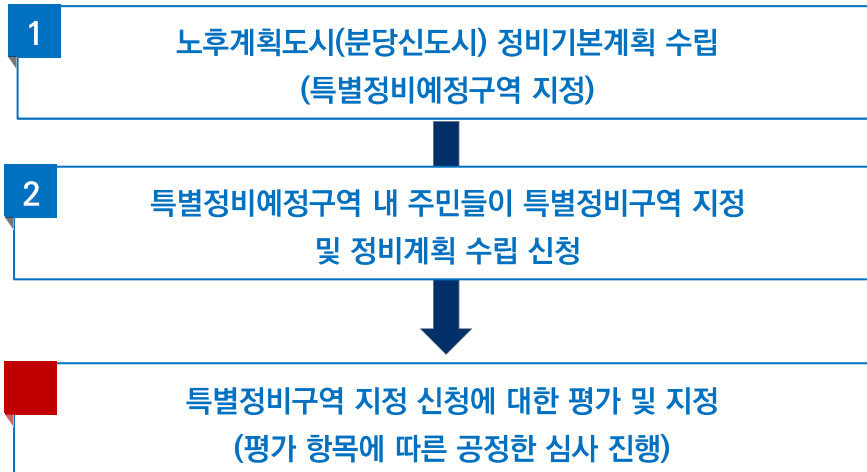 1
노후계획도시(분당신도시) 정비기본계획 수립
(특별정비예정구역 지정)
2
특별정비예정구역 내 주민들이 특별정비구역 지정
및 정비계획 수립 신청
특별정비구역 지정 신청에 대한 평가 및 지정
(평가 항목에 따른 공정한 심사 진행)